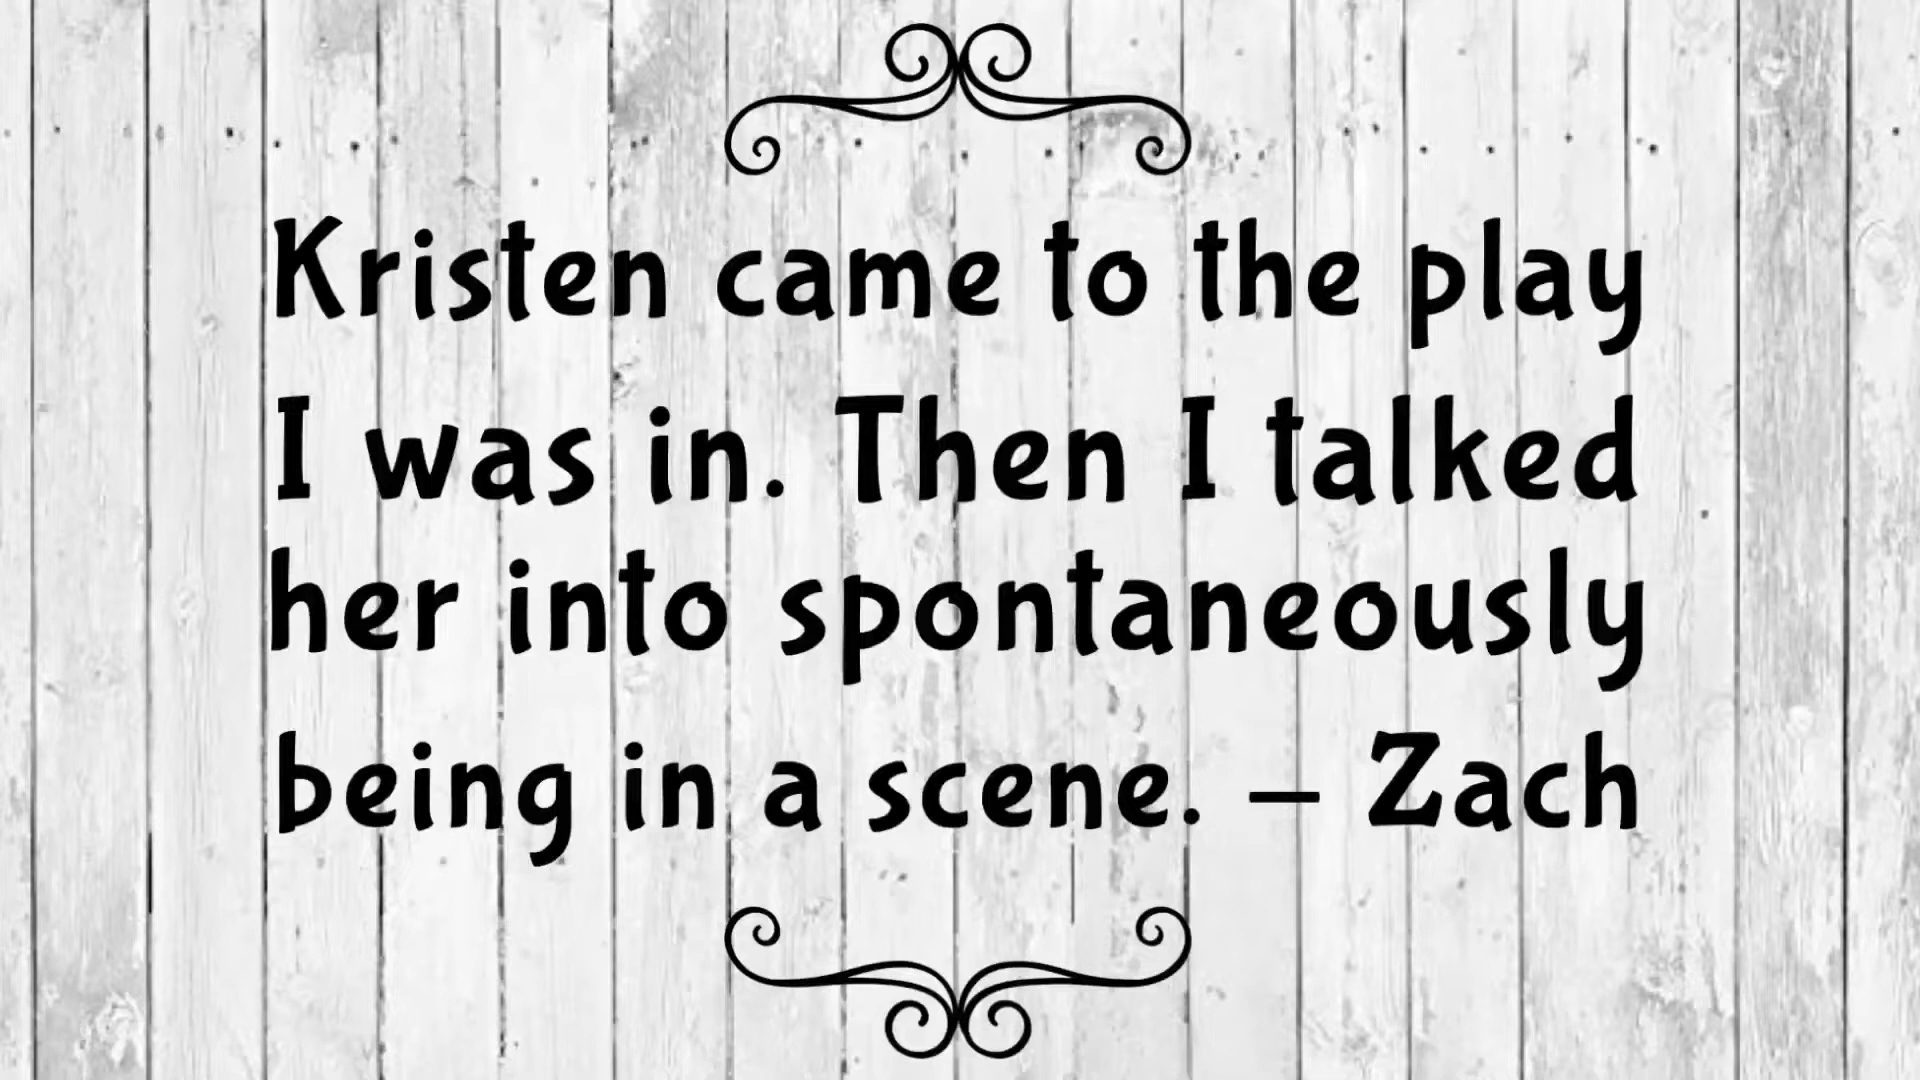 Kristen came to the play
I was in. Then I talked
her into spontaneously
being in a scene. – Zach